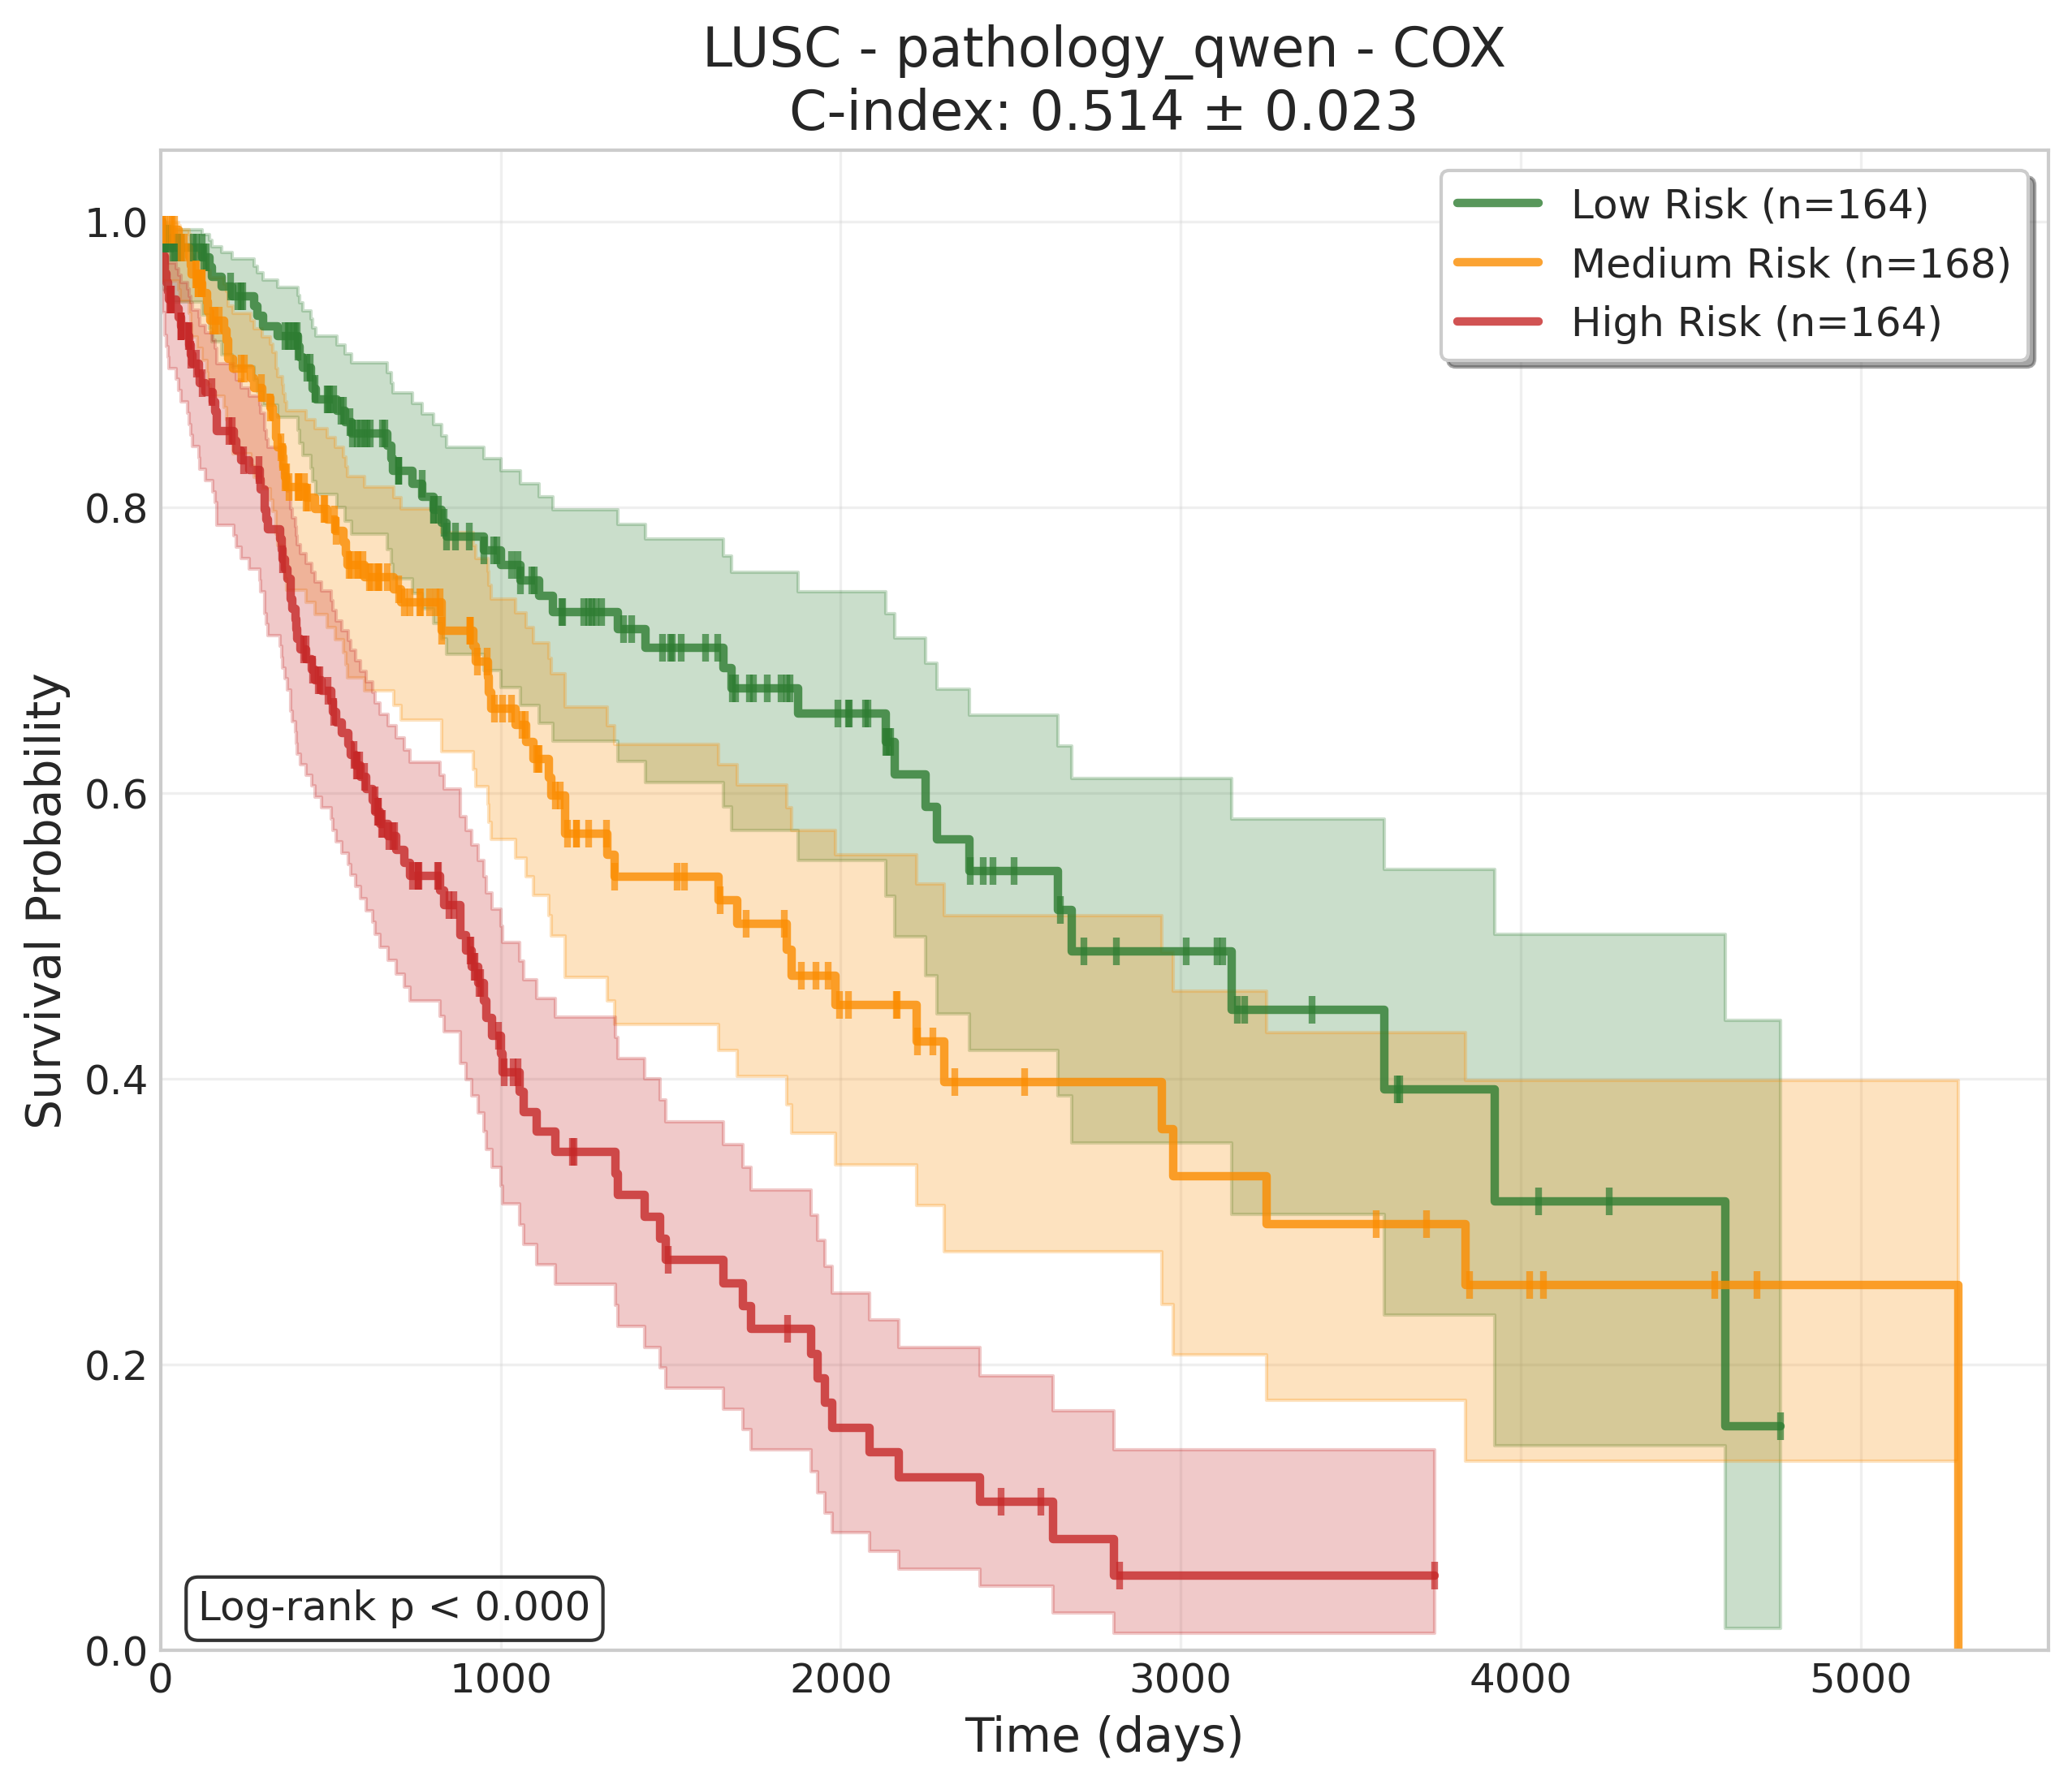 LUSC - pathology_qwen - COX
C-index: 0.514 ± 0.023
Low Risk (n=164)
Medium Risk (n=168)
High Risk (n=164)
Survival Probability
1.0
0.8
0.6
0.4
0.2
0.0
Log-rank p < 0.000
0 1000 2000 3000 4000 5000
Time (days)